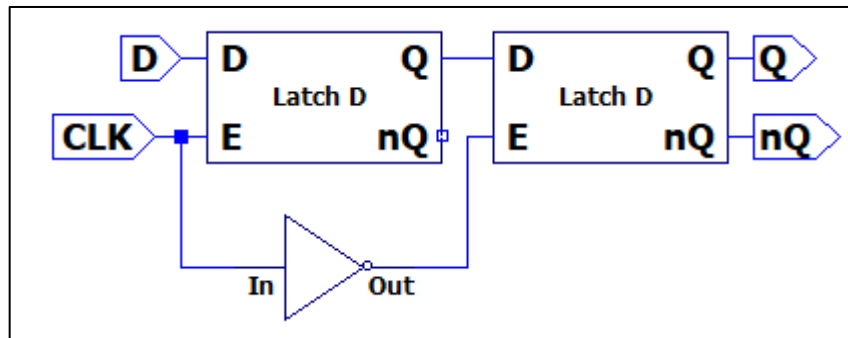 D D Q D Q Q
Latch D Latch D
CLK E nQ E nQ nQ
In Out